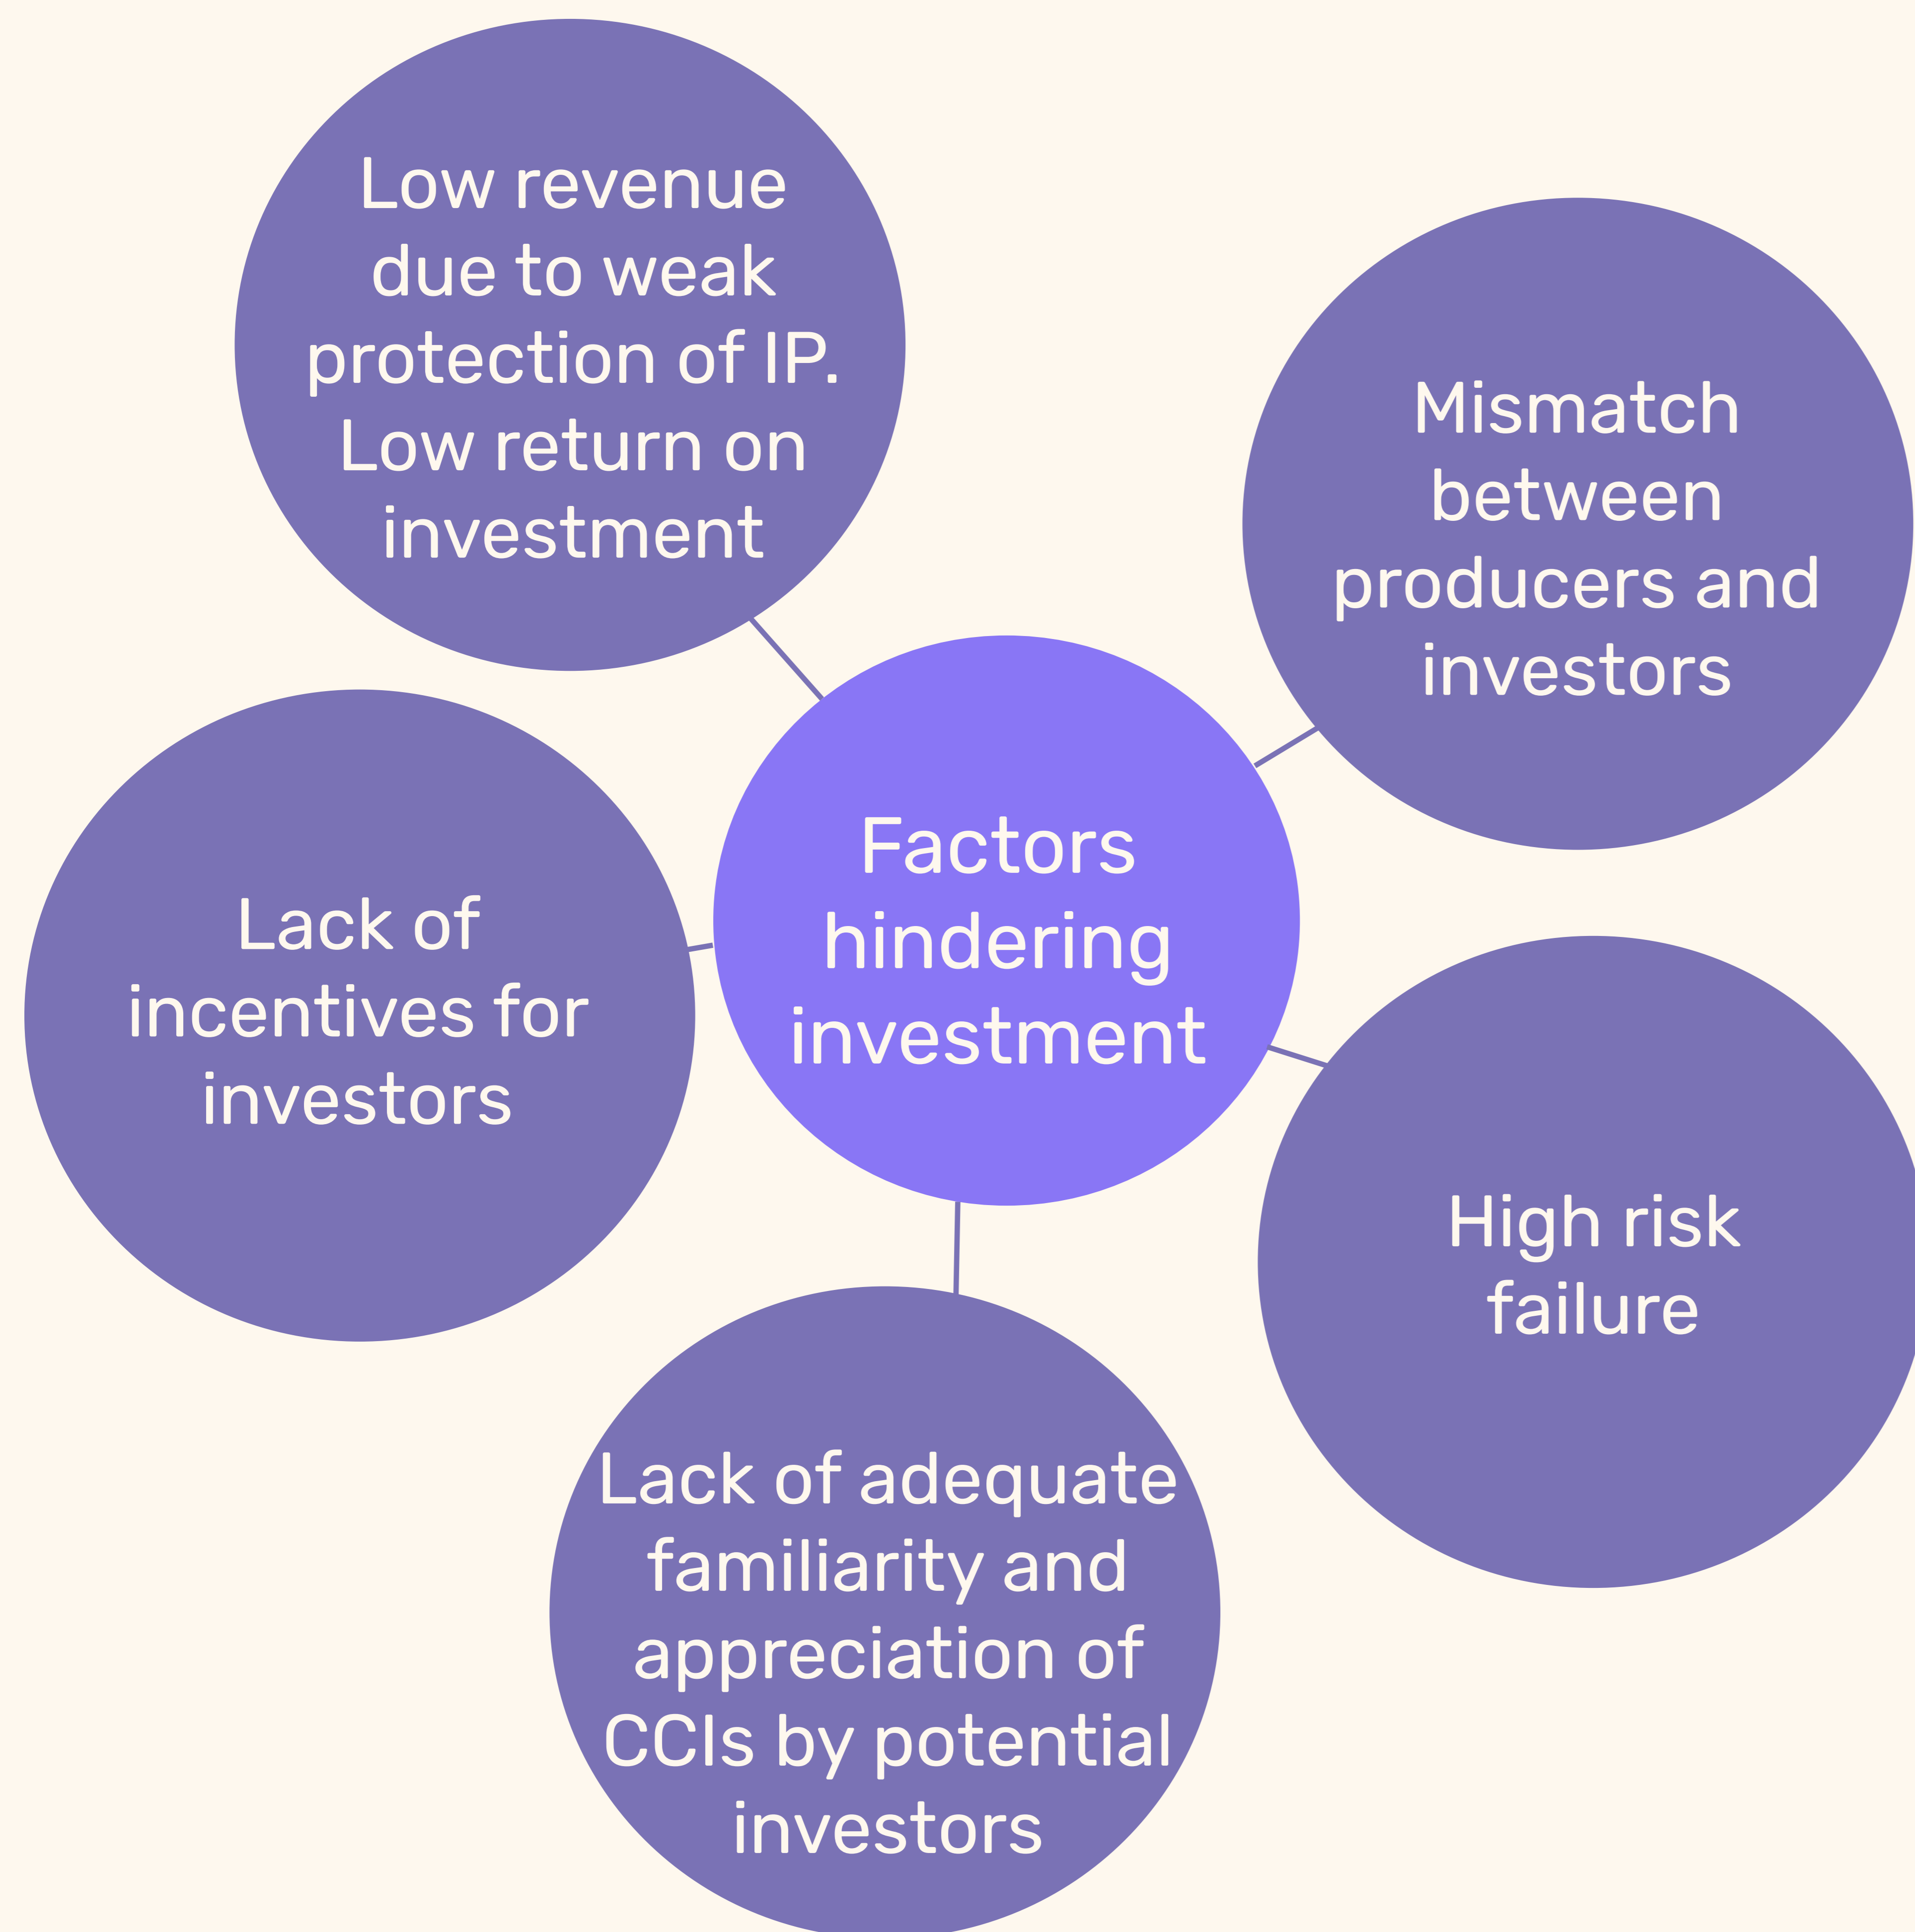 Low revenue
due to weak
protection of IP.
Low return on
investment
Mismatch
between
producers and
investors
Factors
hindering
investment
Lack of
incentives for
investors
High risk
failure
Lack of adequate
familiarity and
appreciation of
CCIs by potential
investors